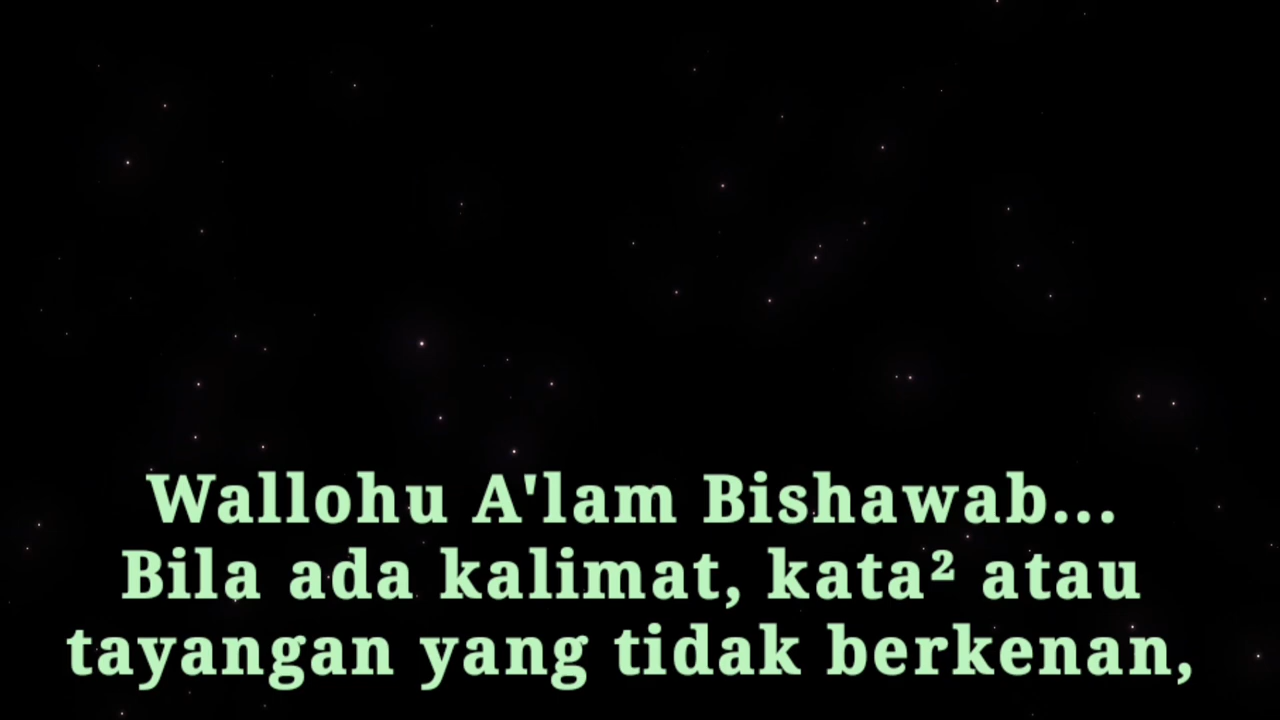 Wallohu A'lam Bishawab...
Bila ada kalimat, kata² atau
tayangan yang tidak berkenan,